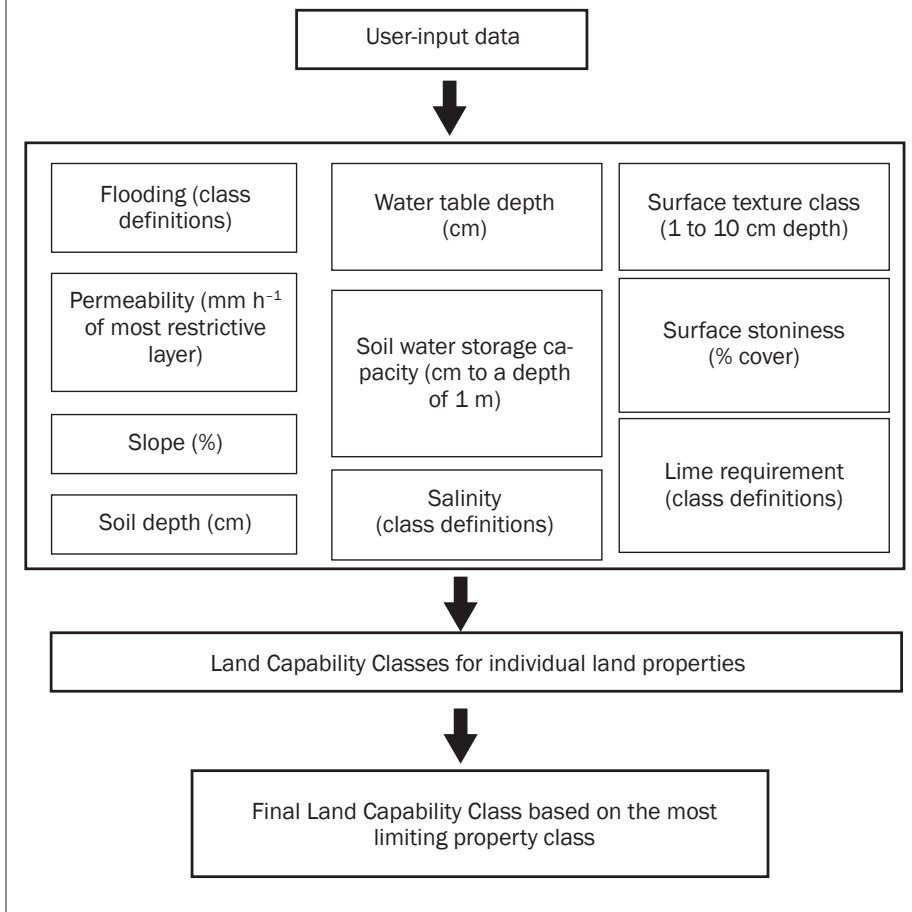 User-input data
Flooding (class
definitions)
Permeability (mm h⁻¹
of most restrictive
layer)
Slope (%)
Soil depth (cm)
Water table depth
(cm)
Soil water storage ca-
pacity (cm to a depth
of 1 m)
Salinity
(class definitions)
Surface texture class
(1 to 10 cm depth)
Surface stoniness
(% cover)
Lime requirement
(class definitions)
Land Capability Classes for individual land properties
Final Land Capability Class based on the most
limiting property class